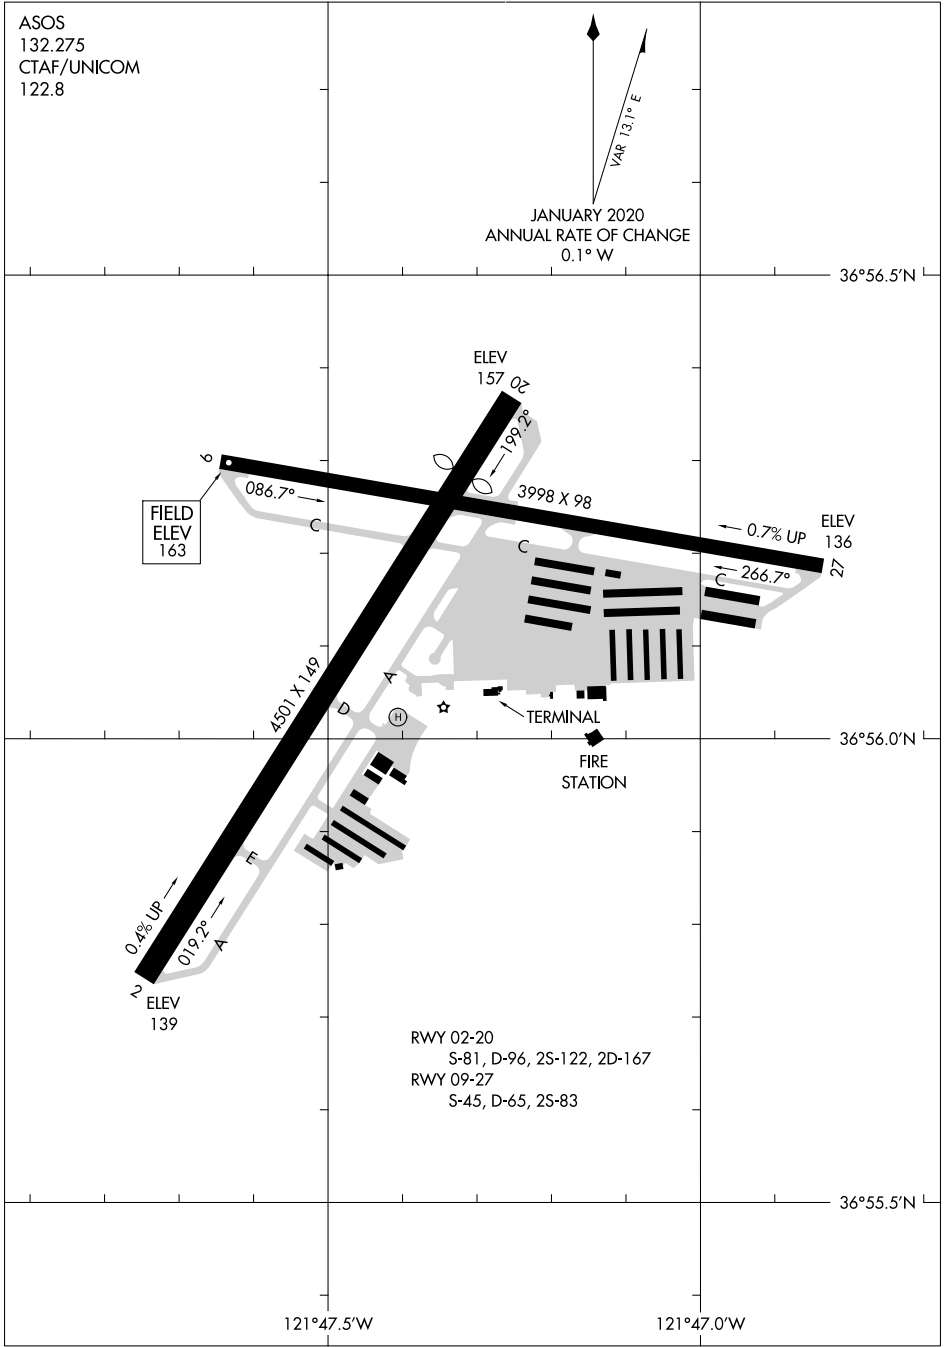 ASOS
132.275
CTAF/UNICOM
122.8
VAR 13.1° E
JANUARY 2020
ANNUAL RATE OF CHANGE
0.1° W
36°56.5'N
ELEV
157
20
199.2°
9
086.7°
3998 X 98
FIELD
ELEV
163
C
C
0.7% UP
ELEV
136
27
266.7°
C
4501 X 149
A
D
H
TERMINAL
36°56.0'N
FIRE
STATION
E
0.4% UP
019.2°
A
2
ELEV
139
RWY 02-20
S-81, D-96, 2S-122, 2D-167
RWY 09-27
S-45, D-65, 2S-83
36°55.5'N
121°47.5'W
121°47.0'W